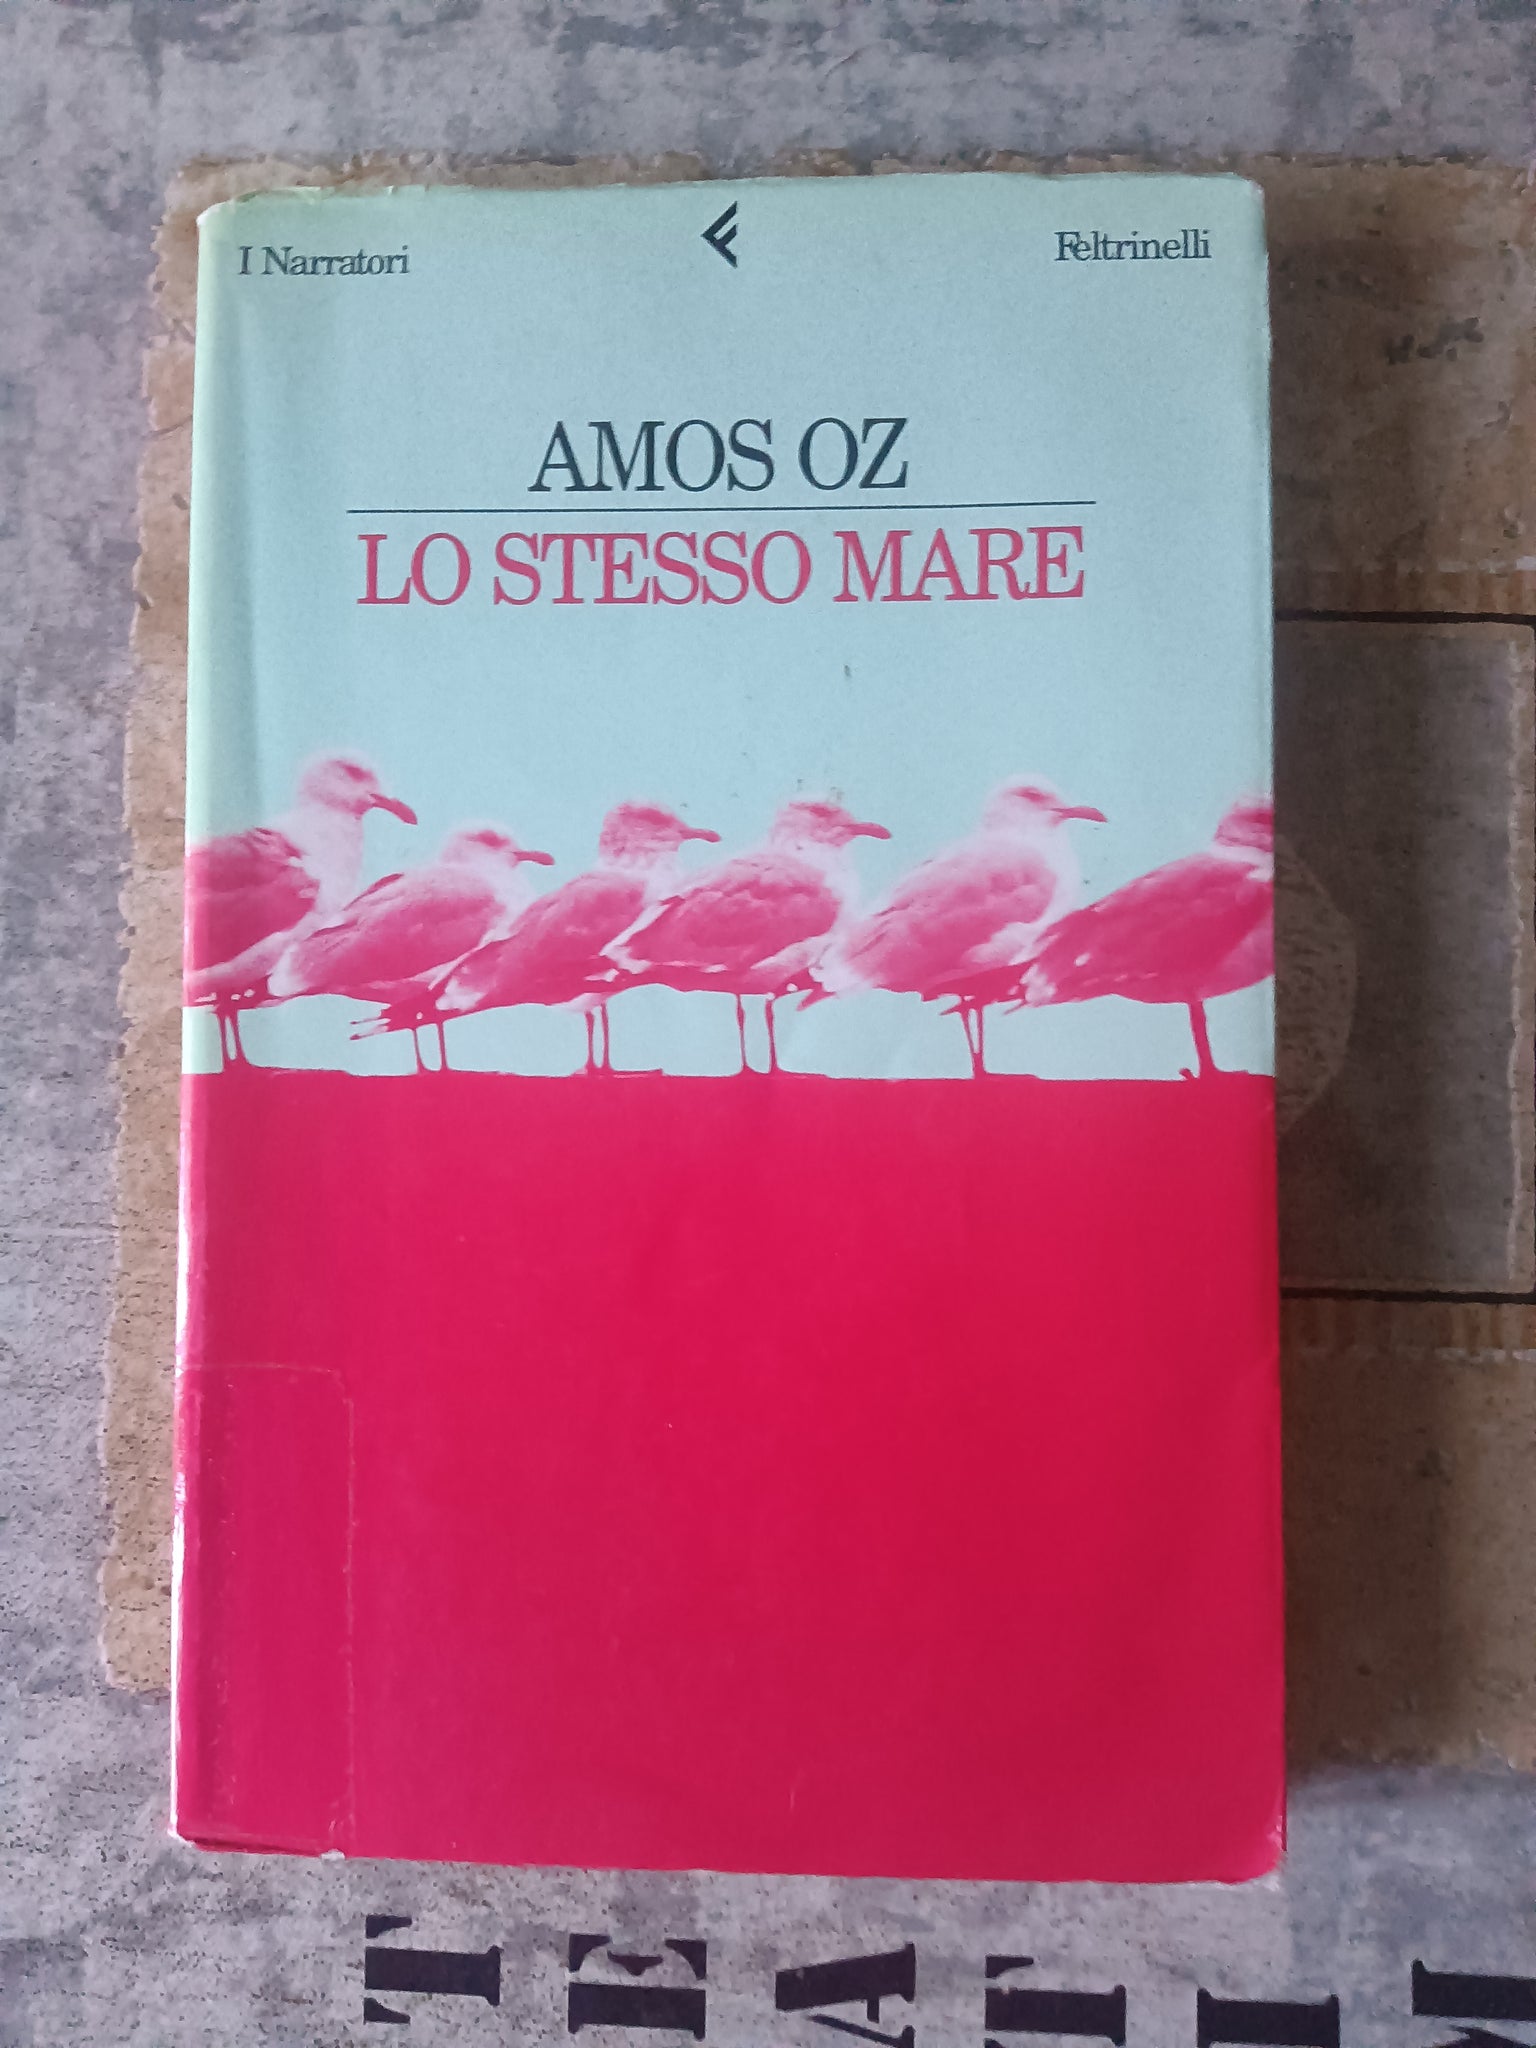 I Narratori
Feltrinelli
AMOS OZ
LO STESSO MARE